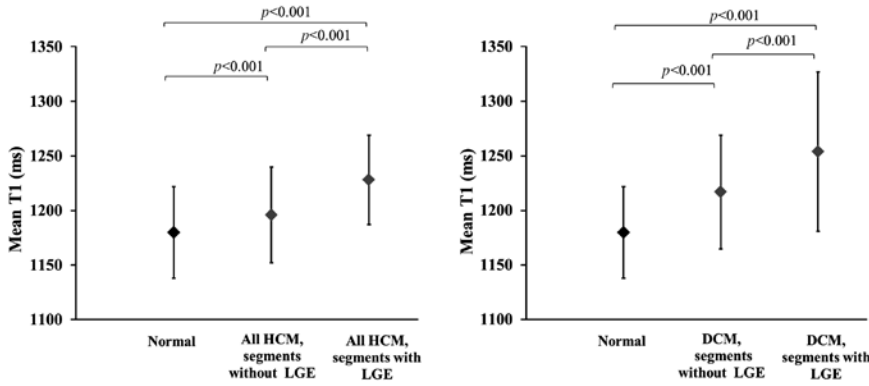 p<0.001
p<0.001
p<0.001
1350
1300
1250
1200
1150
1100
Mean T1 (ms)
Normal
All HCM,
segments
without LGE
All HCM,
segments with
LGE
p<0.001
p<0.001
p<0.001
1350
1300
1250
1200
1150
1100
Mean T1 (ms)
Normal
DCM,
segments
without LGE
DCM,
segments with
LGE